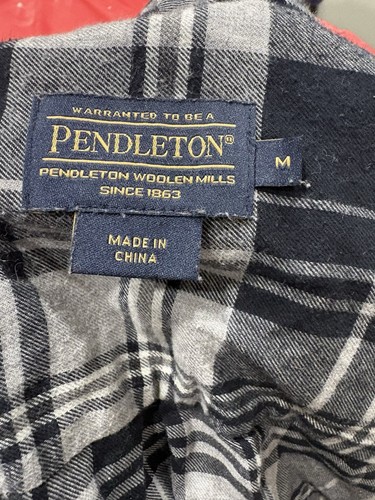 WARRANTED TO BE A
PENDLETON®
M
PENDLETON WOOLEN MILLS
SINCE 1863
MADE IN
CHINA